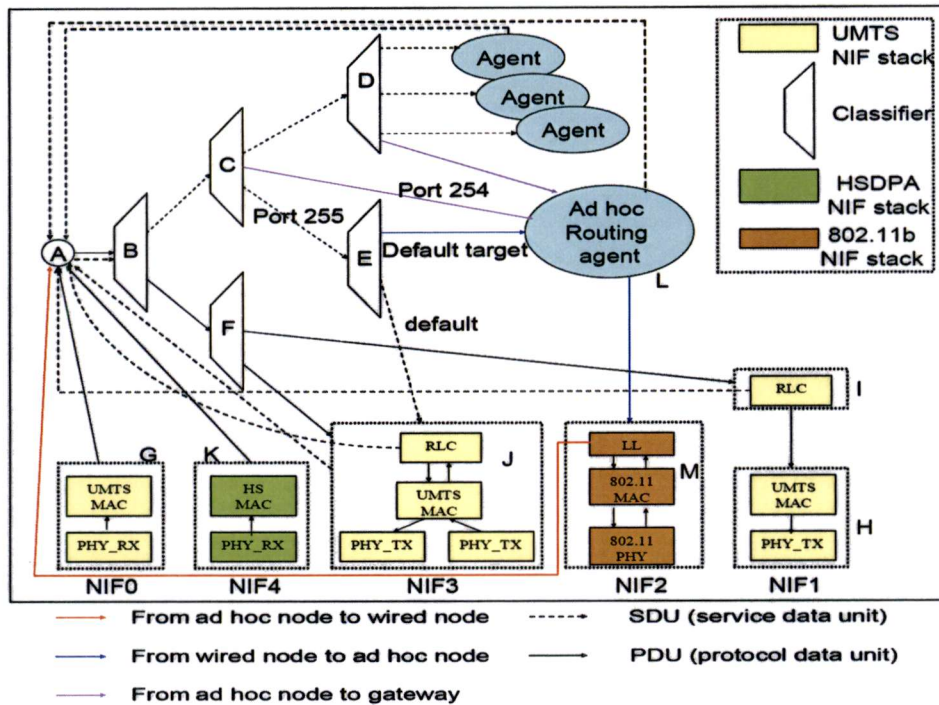 Agent
Agent
Agent
D
C
B
A
E
F
Port 254
Port 255
Default target
default
Ad hoc
Routing
agent
L
UMTS
NIF stack
Classifier
HSDPA
NIF stack
802.11b
NIF stack
RLC
I
G
UMTS
MAC
PHY_RX
NIF0
K
HS
MAC
PHY_RX
NIF4
RLC
J
UMTS
MAC
PHY_TX
PHY_TX
NIF3
LL
M
802.11
MAC
802.11
PHY
NIF2
UMTS
MAC
H
PHY_TX
NIF1
From ad hoc node to wired node
SDU (service data unit)
From wired node to ad hoc node
PDU (protocol data unit)
From ad hoc node to gateway